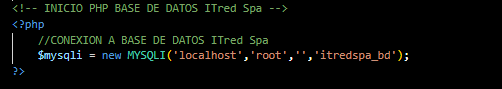 <!-- INICIO PHP BASE DE DATOS ITred Spa -->
<?php
//CONEXION A BASE DE DATOS ITred Spa
$mysqli = new MYSQLI('localhost','root','','itredspa_bd');
?>